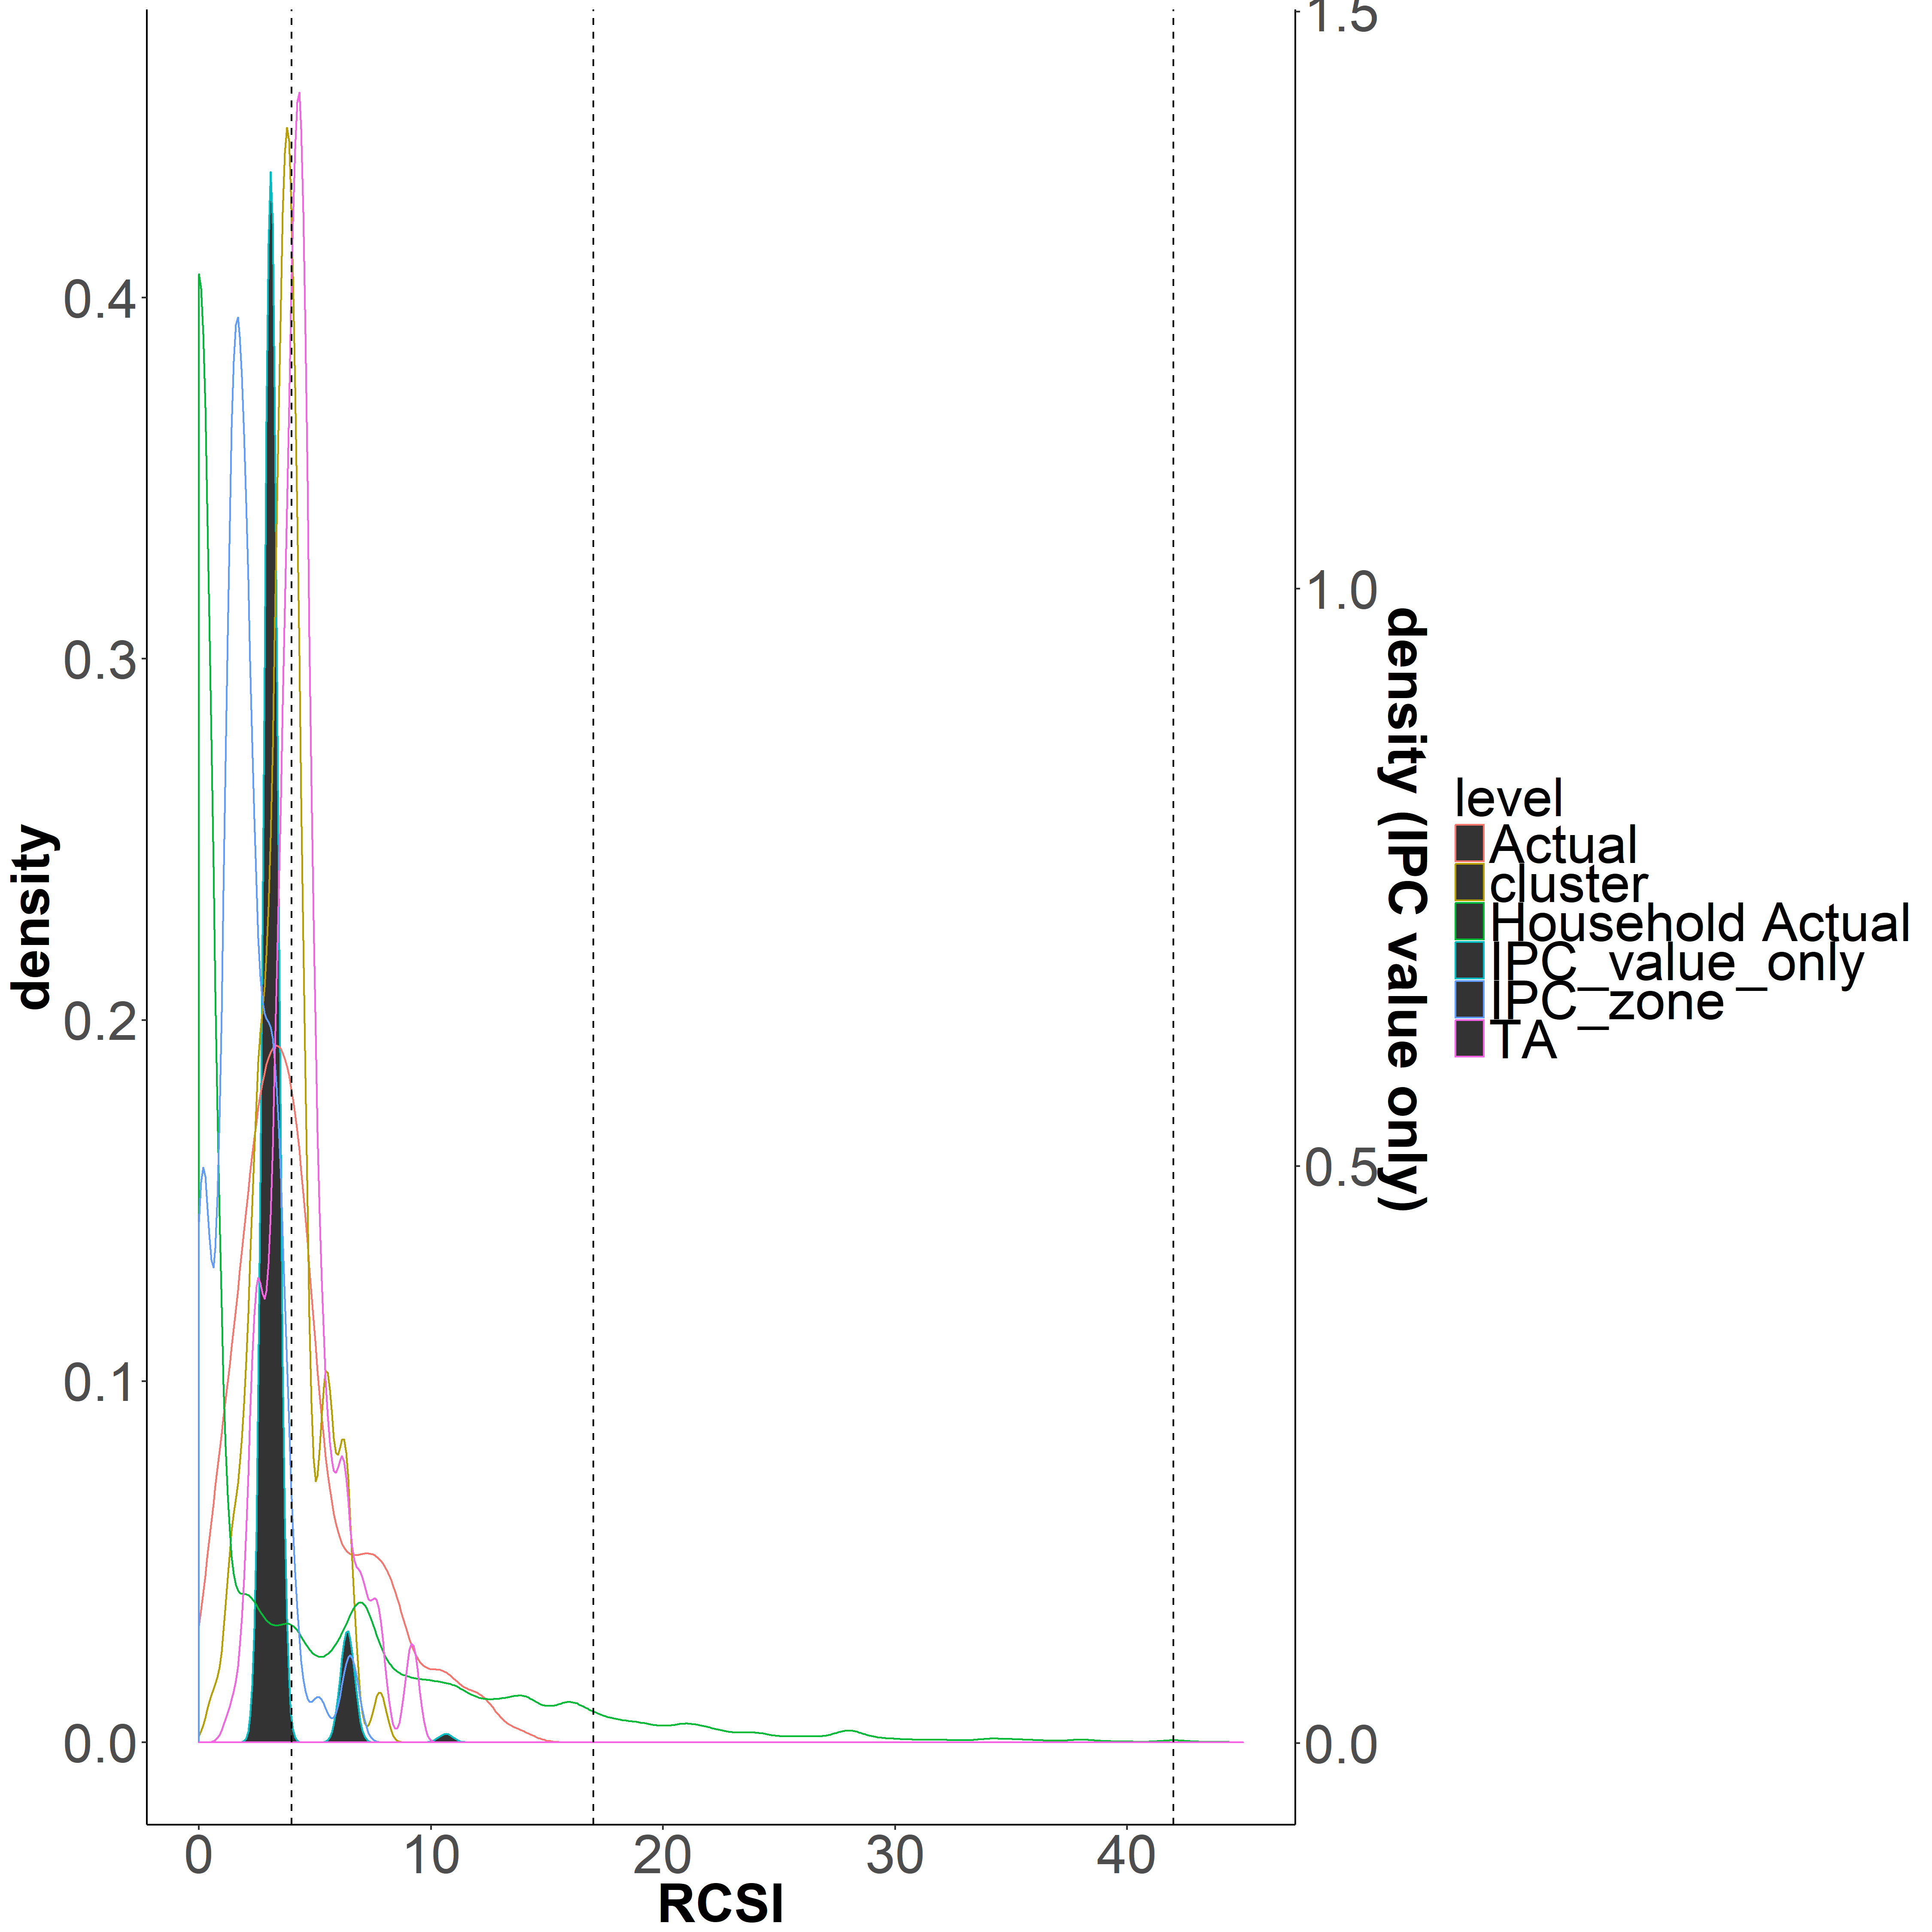 density
0.4
0.3
0.2
0.1
0.0
0
10
20
30
40
RCSI
1.5
1.0
0.5
0.0
density (IPC value only)
level
Actual
cluster
Household Actual
IPC_value_only
IPC_zone
TA